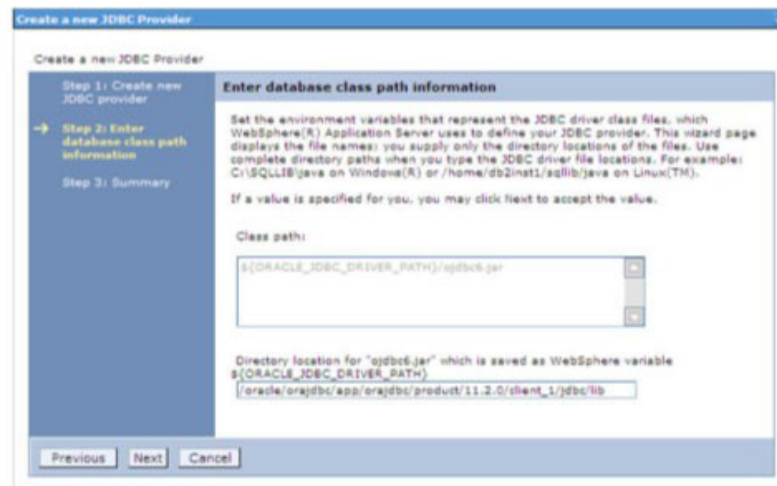 Create a new JDBC Provider
Create a new JDBC Provider
Step 1: Create new
JDBC provider
Step 2: Enter
database class path
information
Step 3: Summary
Enter database class path information
Set the environment variables that represent the JDBC driver class files, which
WebSphere(R) Application Server uses to define your JDBC provider. This wizard page
displays the file names; you supply only the directory locations of the files. Use
complete directory paths when you type the JDBC driver file locations. For example:
C:\SQLLIB\java on Windows(R) or /home/db2inst1/sqllib/java on Linux(TM).
If a value is specified for you, you may click Next to accept the value.
Class path:
${ORACLE_JDBC_DRIVER_PATH}/ojdbc6.jar
Directory location for "ojdbc6.jar" which is saved as WebSphere variable
${ORACLE_JDBC_DRIVER_PATH}
/oracle/orajdbc/app/orajdbc/product/11.2.0/client_1/jdbc/lib
Previous Next Cancel